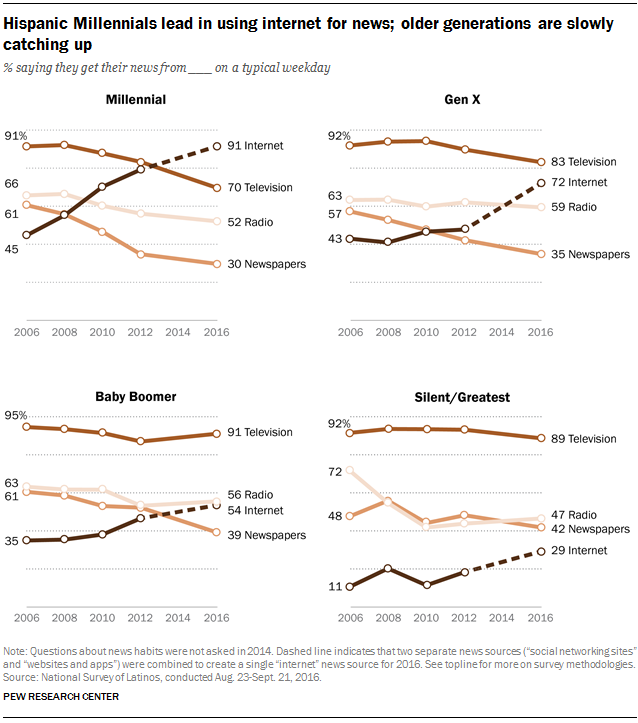 Hispanic Millennials lead in using internet for news; older generations are slowly
catching up
% saying they get their news from ____ on a typical weekday
Millennial
91%
66
61
45
91 Internet
70 Television
52 Radio
30 Newspapers
2006 2008 2010 2012 2014 2016
Gen X
92%
63
57
43
83 Television
72 Internet
59 Radio
35 Newspapers
2006 2008 2010 2012 2014 2016
Baby Boomer
95%
63
61
35
91 Television
56 Radio
54 Internet
39 Newspapers
2006 2008 2010 2012 2014 2016
Silent/Greatest
92%
72
48
11
89 Television
47 Radio
42 Newspapers
29 Internet
2006 2008 2010 2012 2014 2016
Note: Questions about news habits were not asked in 2014. Dashed line indicates that two separate news sources (“social networking sites”
and “websites and apps”) were combined to create a single “internet” news source for 2016. See topline for more on survey methodologies.
Source: National Survey of Latinos, conducted Aug. 23-Sept. 21, 2016.
PEW RESEARCH CENTER